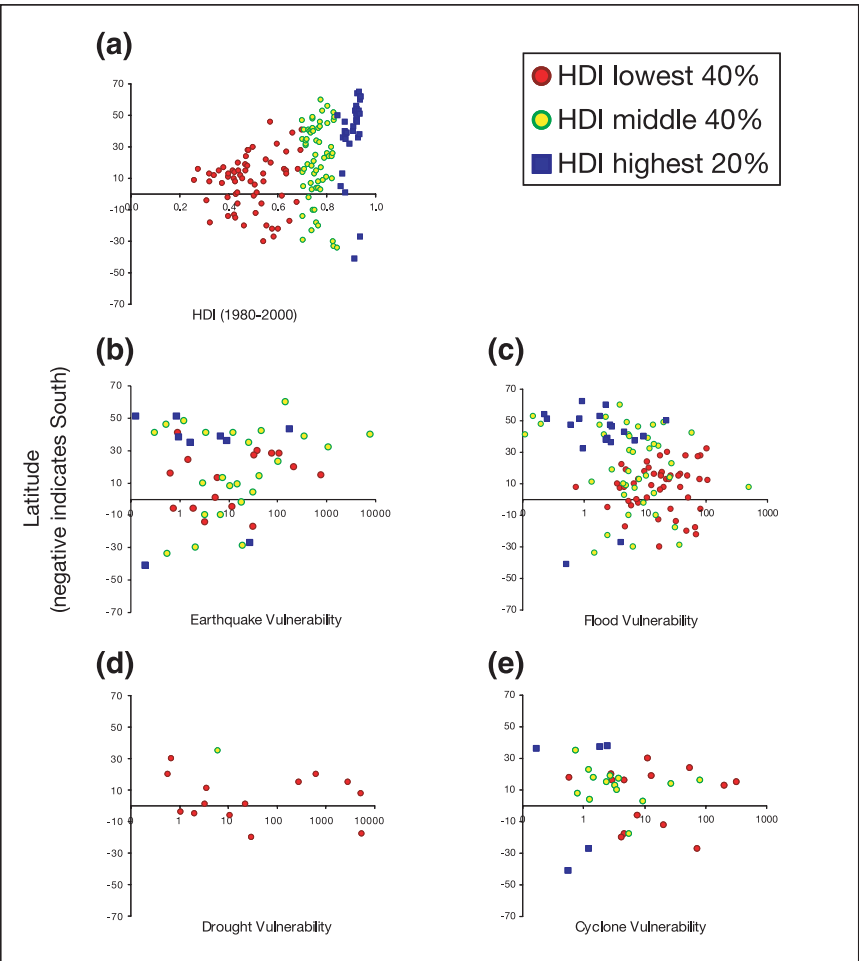 (a)
HDI lowest 40%
HDI middle 40%
HDI highest 20%
70
50
30
10
-10
-30
-50
-70
0.0 0.2 0.4 0.6 0.8 1.0
HDI (1980-2000)
Latitude
(negative indicates South)
(b)
70
50
30
10
-10
-30
-50
-70
0 1 10 100 1000 10000
Earthquake Vulnerability
(c)
70
50
30
10
-10
-30
-50
-70
0 1 10 100 1000
Flood Vulnerability
(d)
70
50
30
10
-10
-30
-50
-70
0 1 10 100 1000 10000
Drought Vulnerability
(e)
70
50
30
10
-10
-30
-50
-70
0 1 10 100 1000
Cyclone Vulnerability